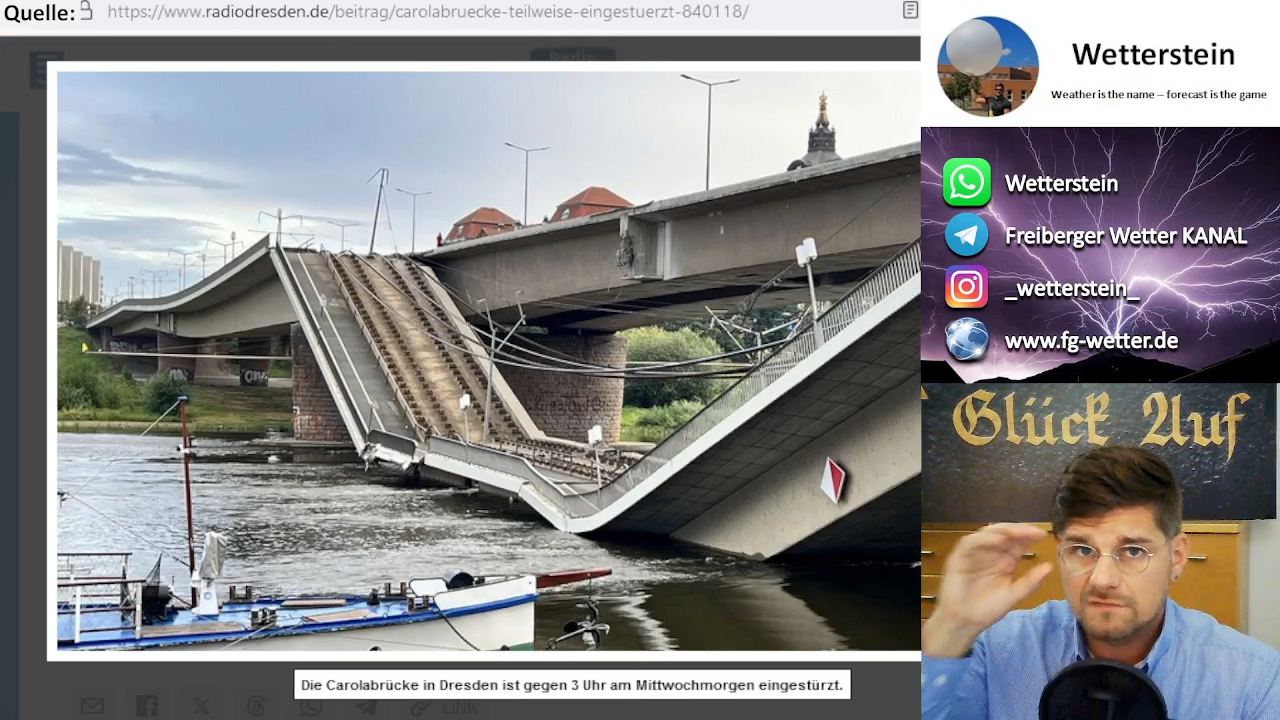 Quelle: https://www.radiodresden.de/beitrag/carolabruecke-teilweise-eingestuerzt-840118/
Radio
Die Carolabrücke in Dresden ist gegen 3 Uhr am Mittwochmorgen eingestürzt.
LINK
Wetterstein
Weather is the name – forecast is the game
Wetterstein
Freiberger Wetter KANAL
_wetterstein_
www.fg-wetter.de
Glück Auf